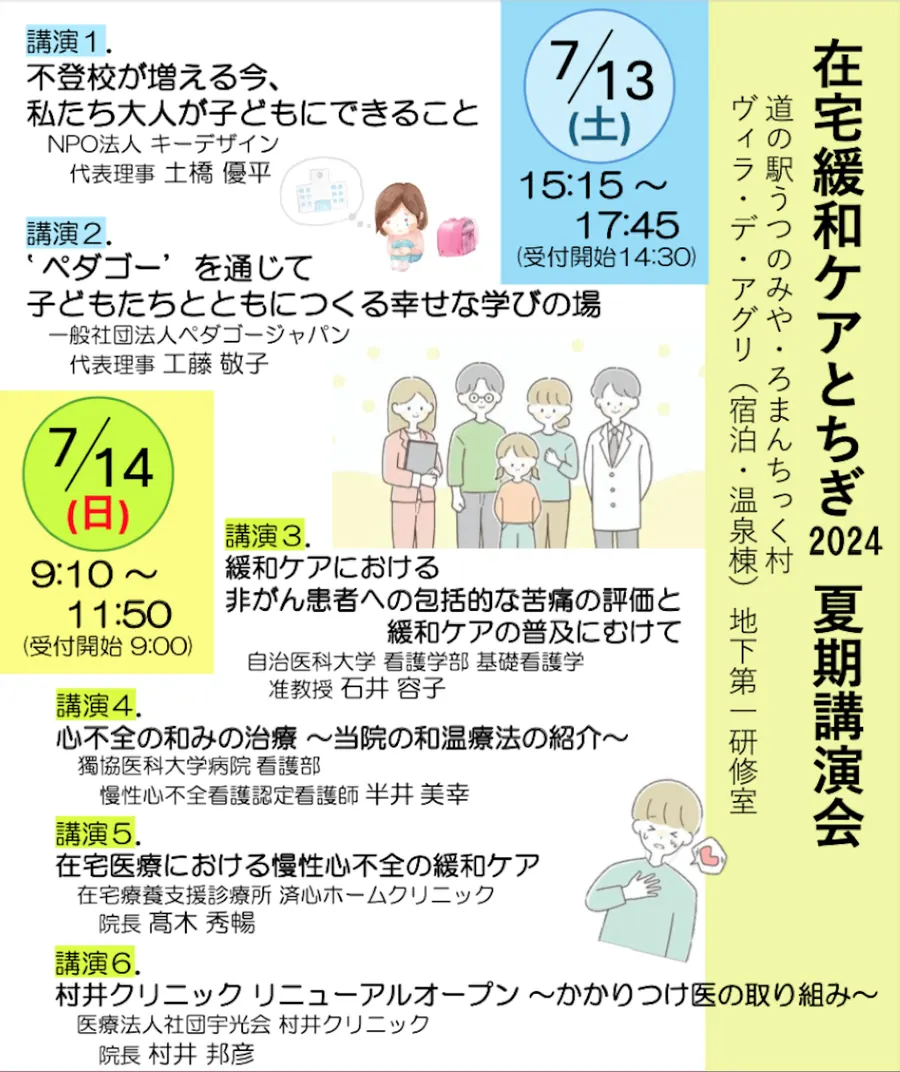 在宅緩和ケアとちぎ2024 夏期講演会
道の駅うつのみや・ろまんちっく村
ヴィラ・デ・アグリ（宿泊・温泉棟）地下第一研修室
7/13
(土)
15:15～
17:45
(受付開始14:30)
講演１.
不登校が増える今、
私たち大人が子どもにできること
NPO法人 キーデザイン
代表理事 土橋 優平
講演2.
‘ペダゴー’を通じて
子どもたちとともにつくる幸せな学びの場
一般社団法人ペダゴージャパン
代表理事 工藤 敬子
7/14
(日)
9:10～
11:50
(受付開始 9:00)
講演３.
緩和ケアにおける
非がん患者への包括的な苦痛の評価と
緩和ケアの普及にむけて
自治医科大学 看護学部 基礎看護学
准教授 石井 容子
講演4.
心不全の和みの治療 ～当院の和温療法の紹介～
獨協医科大学病院 看護部
慢性心不全看護認定看護師 半井 美幸
講演5.
在宅医療における慢性心不全の緩和ケア
在宅療養支援診療所 済心ホームクリニック
院長 髙木 秀暢
講演6.
村井クリニック リニューアルオープン ～かかりつけ医の取り組み～
医療法人社団宇光会 村井クリニック
院長 村井 邦彦